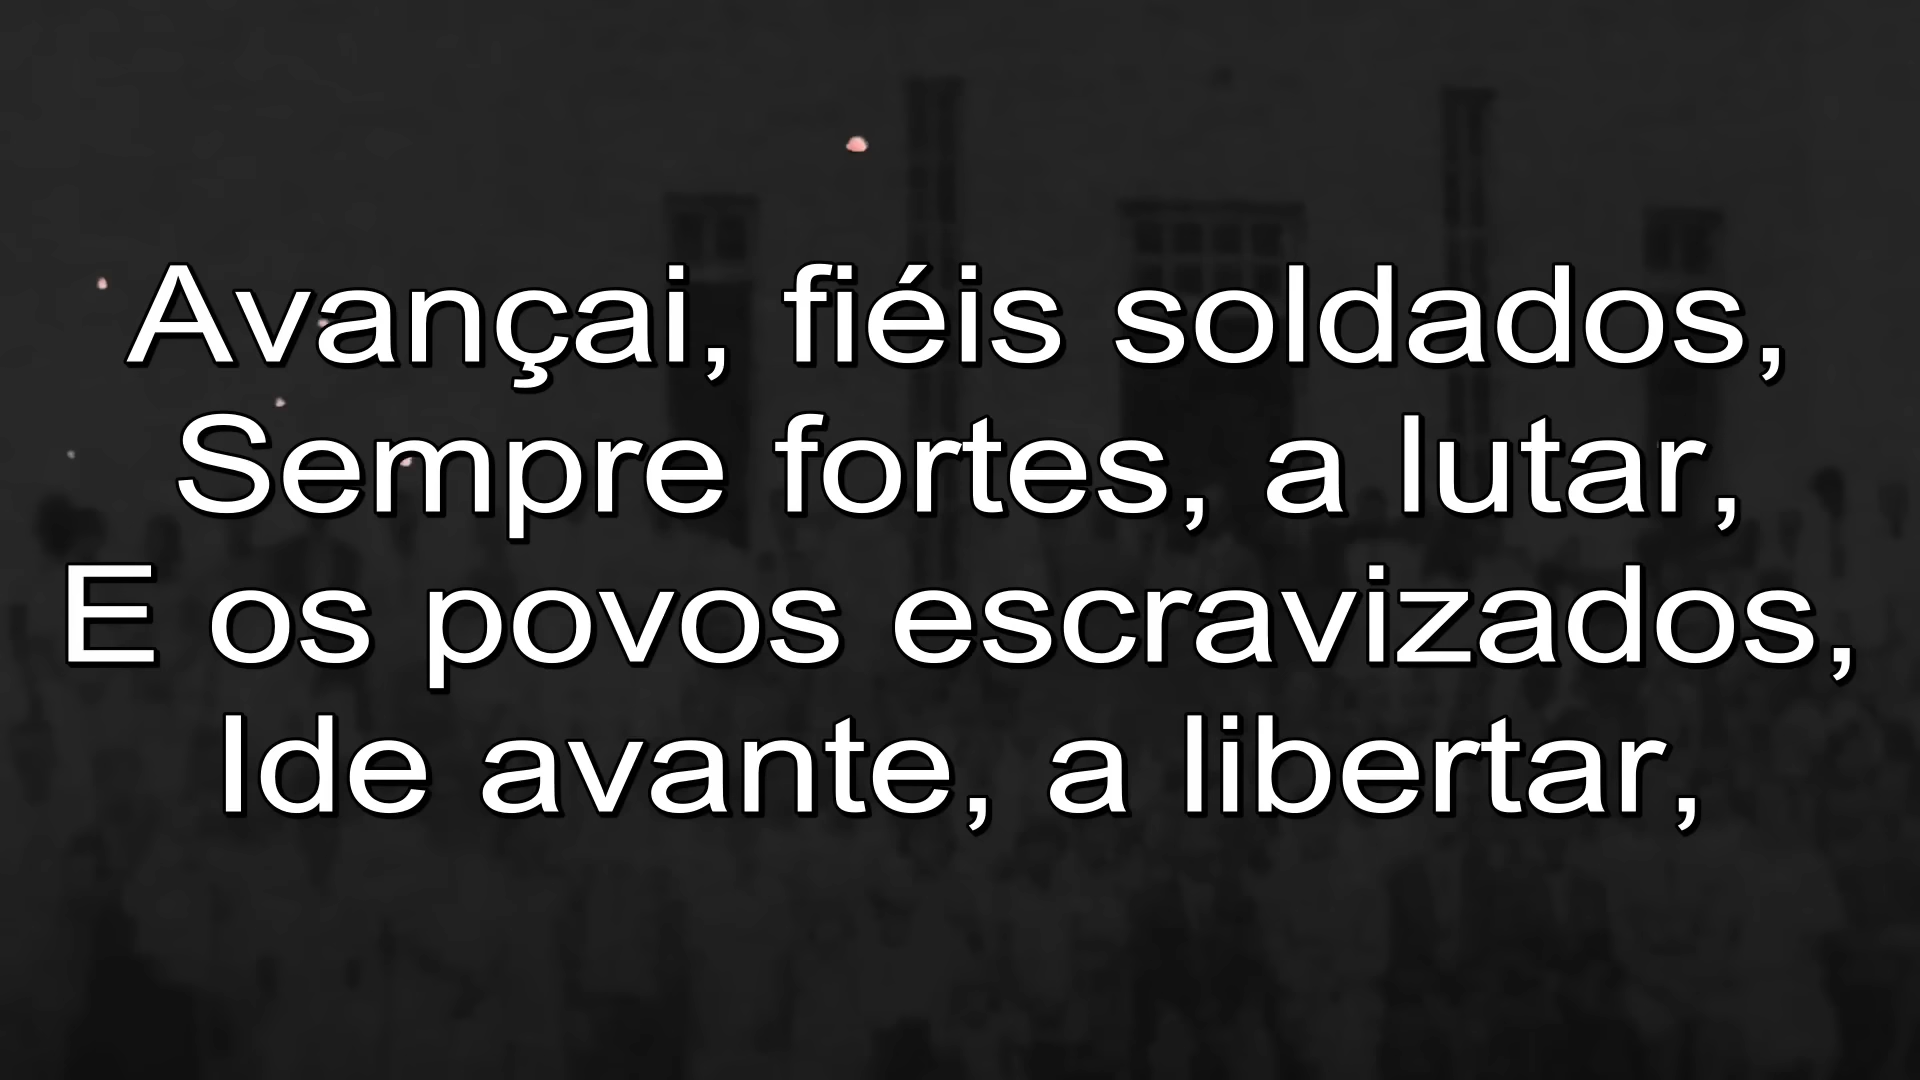 Avançai, fiéis soldados,
Sempre fortes, a lutar,
E os povos escravizados,
Ide avante, a libertar,